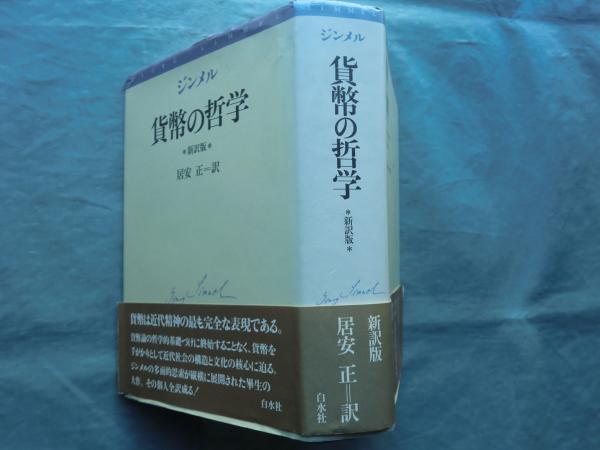 ジンメル
貨幣の哲学
*新訳版*
居安 正=訳
貨幣は近代精神の最も完全な表現である。
貨幣論の哲学的基礎づけに終始することなく、貨幣を
手がかりとして近代社会の構造と文化の核心に迫る。
ジンメルの多面的思索が縦横に展開された畢生の
大作、その個人全訳成る!
白水社
ジンメル
貨幣の哲学
*新訳版*
新訳版
居安 正=訳
白水社